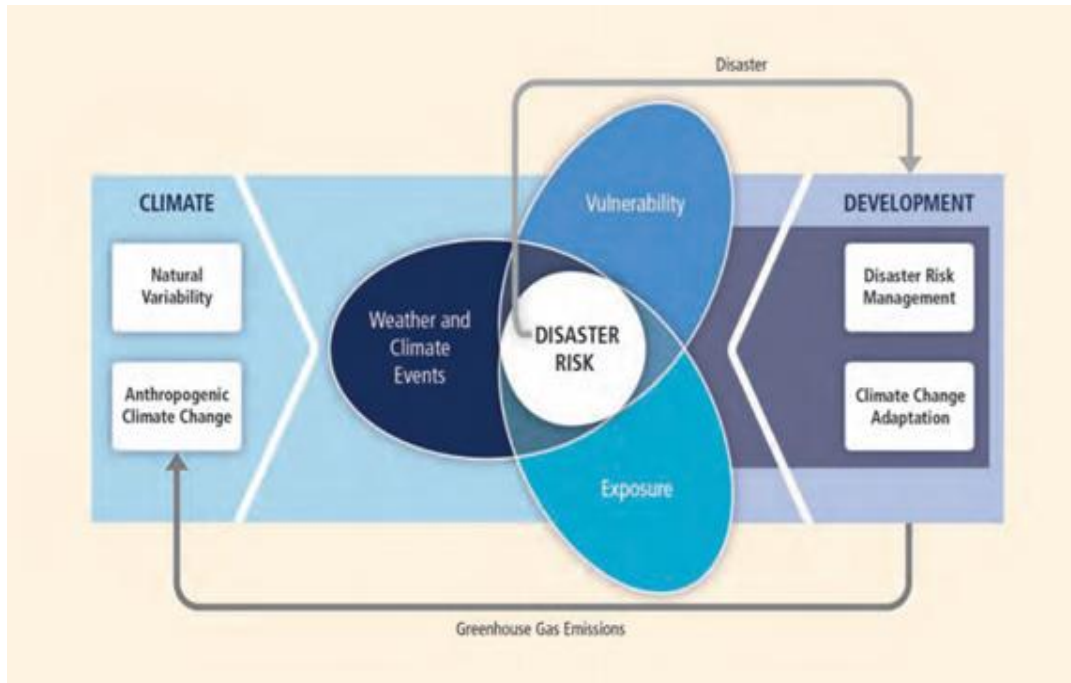 Disaster
CLIMATE
Natural
Variability
Anthropogenic
Climate Change
Vulnerability
Weather and
Climate
Events
DISASTER
RISK
Exposure
DEVELOPMENT
Disaster Risk
Management
Climate Change
Adaptation
Greenhouse Gas Emissions